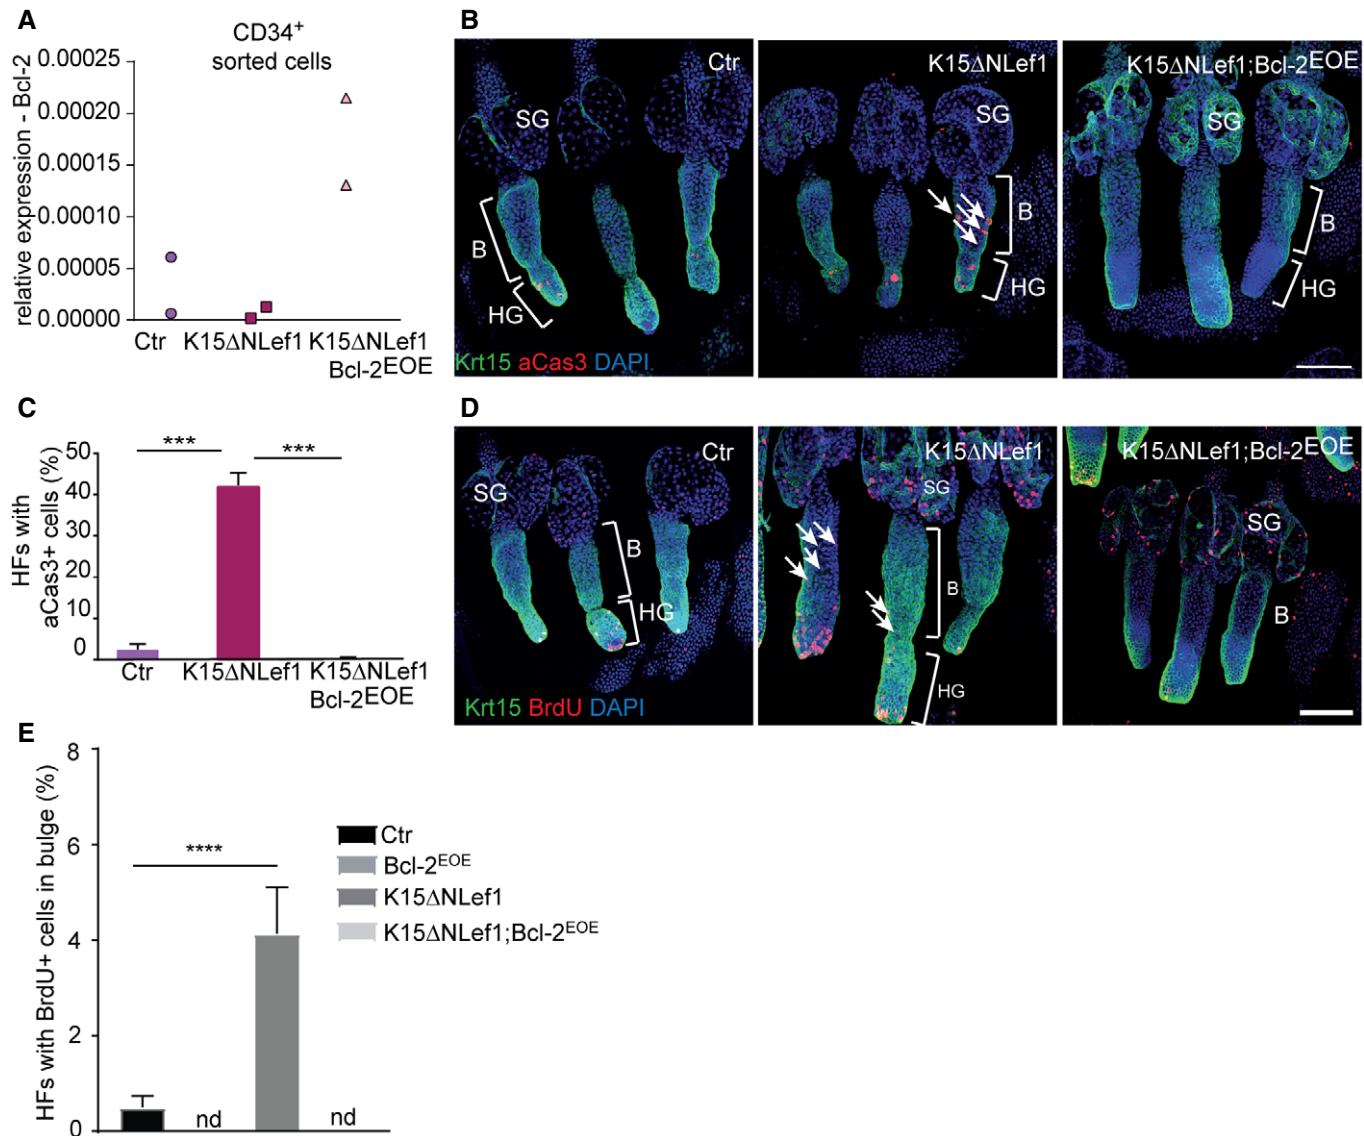 A
CD34+
sorted cells
relative expression - Bcl-2
0.00025
0.00020
0.00015
0.00010
0.00005
0.00000
Ctr
K15ΔNLef1
K15ΔNLef1
Bcl-2EOE
B
Ctr
SG
B
HG
Krt15 aCas3 DAPI
K15ΔNLef1
SG
B
HG
K15ΔNLef1;Bcl-2EOE
SG
B
HG
C
HFs with
aCas3+ cells (%)
50
40
30
20
10
0
***
***
Ctr
K15ΔNLef1
K15ΔNLef1
Bcl-2EOE
D
Ctr
SG
B
HG
Krt15 BrdU DAPI
K15ΔNLef1
SG
B
HG
K15ΔNLef1;Bcl-2EOE
SG
B
E
HFs with BrdU+ cells in bulge (%)
8
6
4
2
0
****
nd
nd
Ctr
Bcl-2EOE
K15ΔNLef1
K15ΔNLef1;Bcl-2EOE